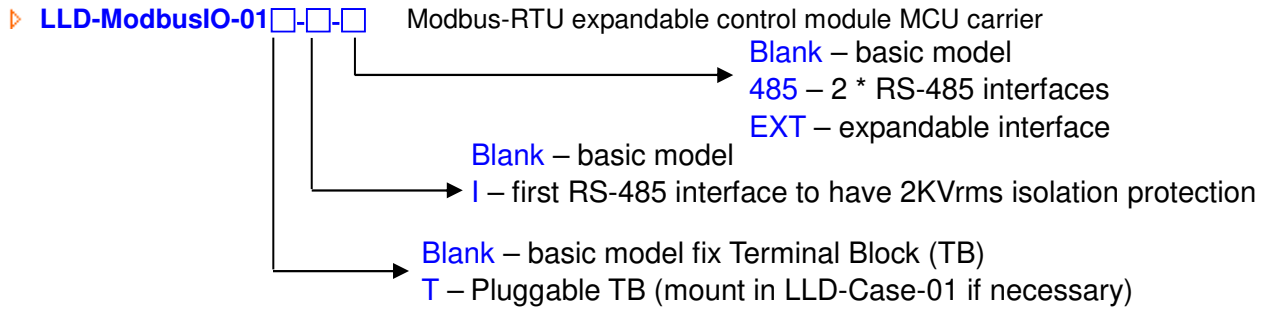 LLD-ModbusIO-01□-□-□ Modbus-RTU expandable control module MCU carrier
Blank – basic model
485 – 2 * RS-485 interfaces
EXT – expandable interface
Blank – basic model
I – first RS-485 interface to have 2KVrms isolation protection
Blank – basic model fix Terminal Block (TB)
T – Pluggable TB (mount in LLD-Case-01 if necessary)